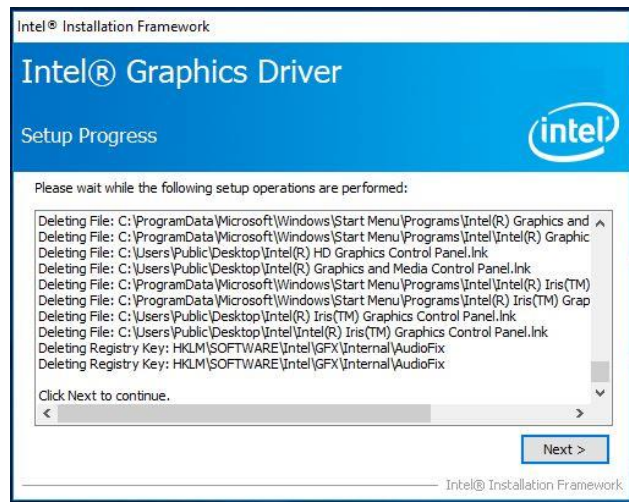 Intel® Installation Framework
Intel® Graphics Driver
Setup Progress
intel
Please wait while the following setup operations are performed:
Deleting File: C:\ProgramData\Microsoft\Windows\Start Menu\Programs\Intel(R) Graphics and
Deleting File: C:\ProgramData\Microsoft\Windows\Start Menu\Programs\Intel\Intel(R) Graphic
Deleting File: C:\Users\Public\Desktop\Intel(R) HD Graphics Control Panel.lnk
Deleting File: C:\Users\Public\Desktop\Intel(R) Graphics and Media Control Panel.lnk
Deleting File: C:\ProgramData\Microsoft\Windows\Start Menu\Programs\Intel\Intel(R) Iris(TM)
Deleting File: C:\ProgramData\Microsoft\Windows\Start Menu\Programs\Intel(R) Iris(TM) Grap
Deleting File: C:\Users\Public\Desktop\Intel(R) Iris(TM) Graphics Control Panel.lnk
Deleting File: C:\Users\Public\Desktop\Intel\Intel(R) Iris(TM) Graphics Control Panel.lnk
Deleting Registry Key: HKLM\SOFTWARE\Intel\GFX\Internal\AudioFix
Deleting Registry Key: HKLM\SOFTWARE\Intel\GFX\Internal\AudioFix
Click Next to continue.
Next >
Intel® Installation Framework